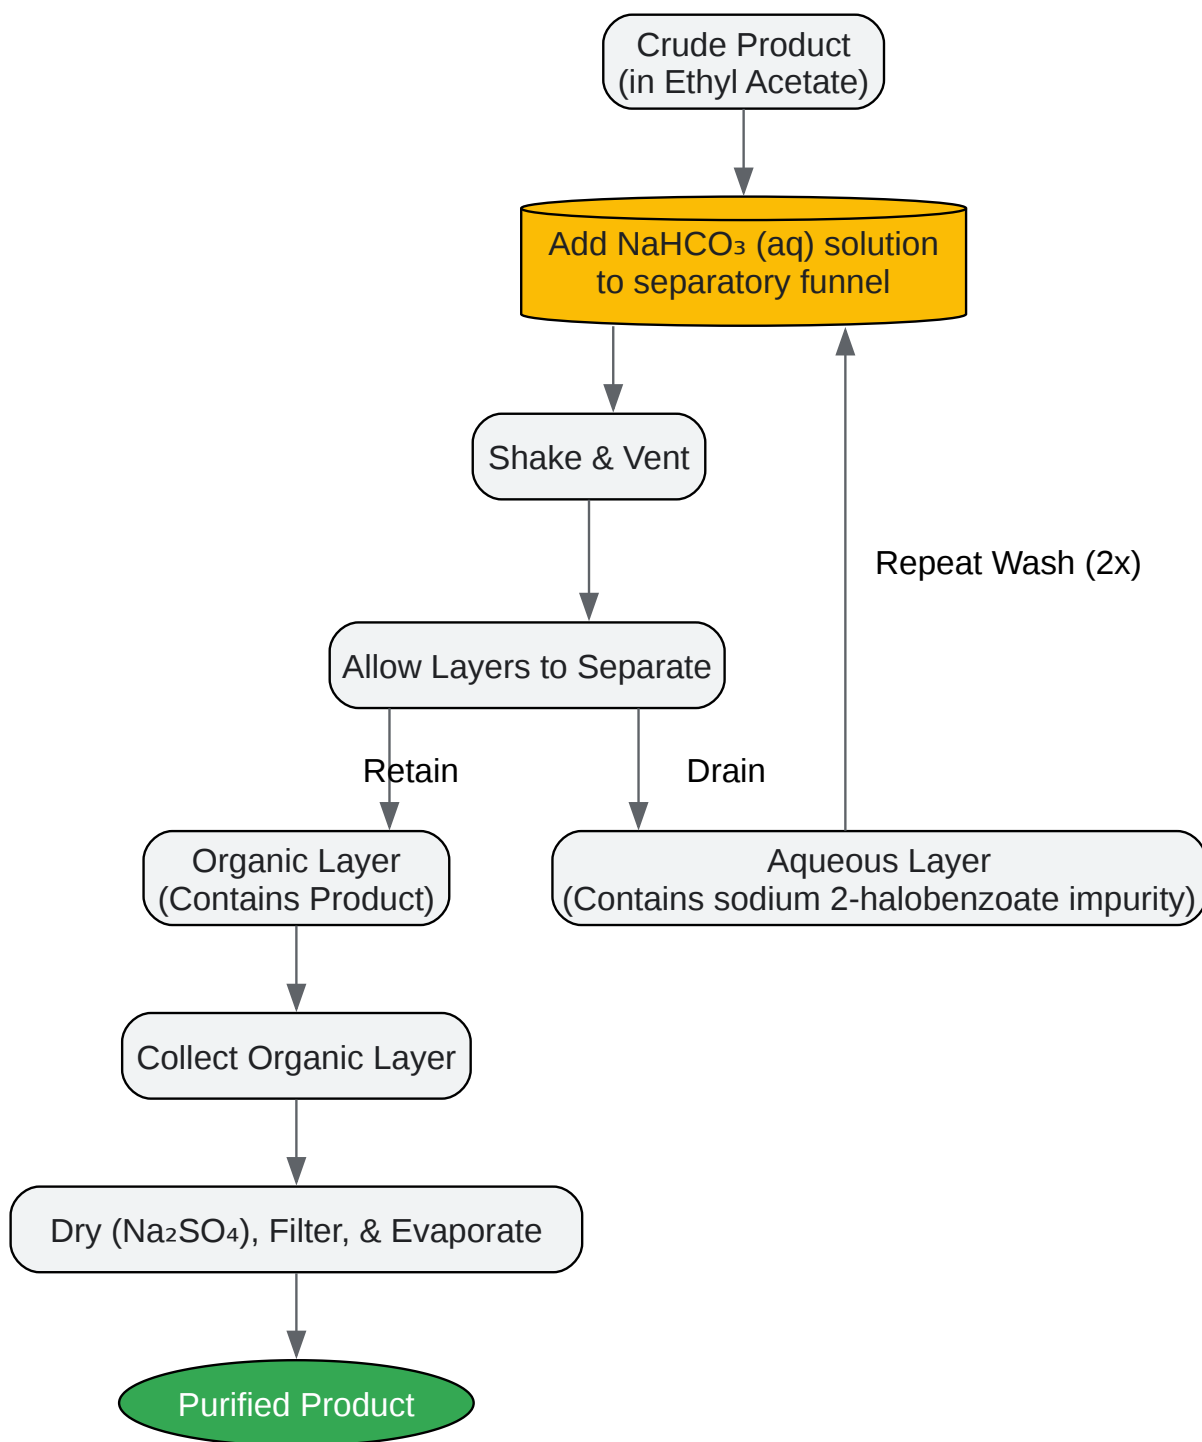 Crude Product
(in Ethyl Acetate)
Add NaHCO₃ (aq) solution
to separatory funnel
Shake & Vent
Repeat Wash (2x)
Allow Layers to Separate
Retain
Drain
Organic Layer
(Contains Product)
Aqueous Layer
(Contains sodium 2-halobenzoate impurity)
Collect Organic Layer
Dry (Na₂SO₄), Filter, & Evaporate
Purified Product